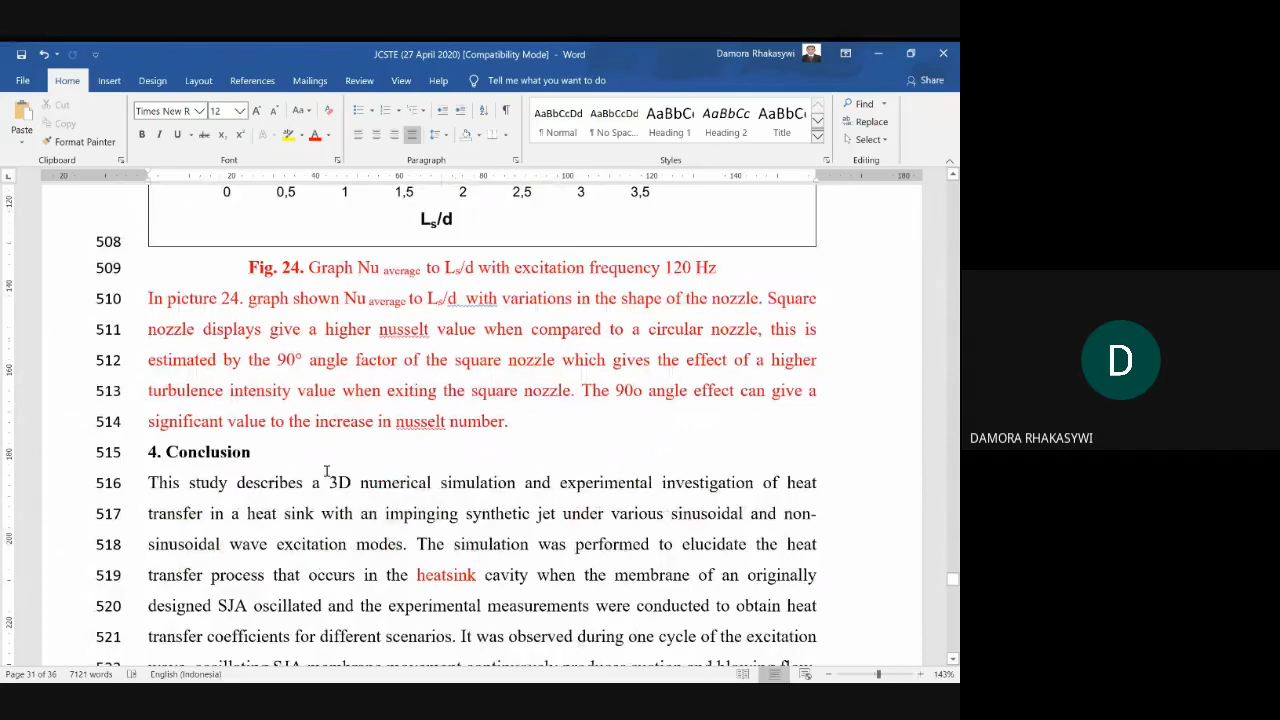 JCSTE (27 April 2020) [Compatibility Mode] - Word
Damora Rhakasywi
File Home Insert Design Layout References Mailings Review View Help Tell me what you want to do Share
Paste
Cut
Copy
Format Painter
Clipboard
Times New R 12
Font
Paragraph
AaBbCcDd AaBbCcDd AaBbC AaBbCc AaBbC
¶ Normal ¶ No Spac... Heading 1 Heading 2 Title
Styles
Find
Replace
Select
Editing
20 20 40 60 80 100 120 140 180
0 0,5 1 1,5 2 2,5 3 3,5
Ls/d
508
509 Fig. 24. Graph Nu average to Ls/d with excitation frequency 120 Hz
510 In picture 24. graph shown Nu average to Ls/d with variations in the shape of the nozzle. Square
511 nozzle displays give a higher nusselt value when compared to a circular nozzle, this is
512 estimated by the 90° angle factor of the square nozzle which gives the effect of a higher
513 turbulence intensity value when exiting the square nozzle. The 90o angle effect can give a
514 significant value to the increase in nusselt number.
515 4. Conclusion
516 This study describes a 3D numerical simulation and experimental investigation of heat
517 transfer in a heat sink with an impinging synthetic jet under various sinusoidal and non-
518 sinusoidal wave excitation modes. The simulation was performed to elucidate the heat
519 transfer process that occurs in the heatsink cavity when the membrane of an originally
520 designed SJA oscillated and the experimental measurements were conducted to obtain heat
521 transfer coefficients for different scenarios. It was observed during one cycle of the excitation
Page 31 of 36 7121 words English (Indonesia) 143%
D
DAMORA RHAKASYWI